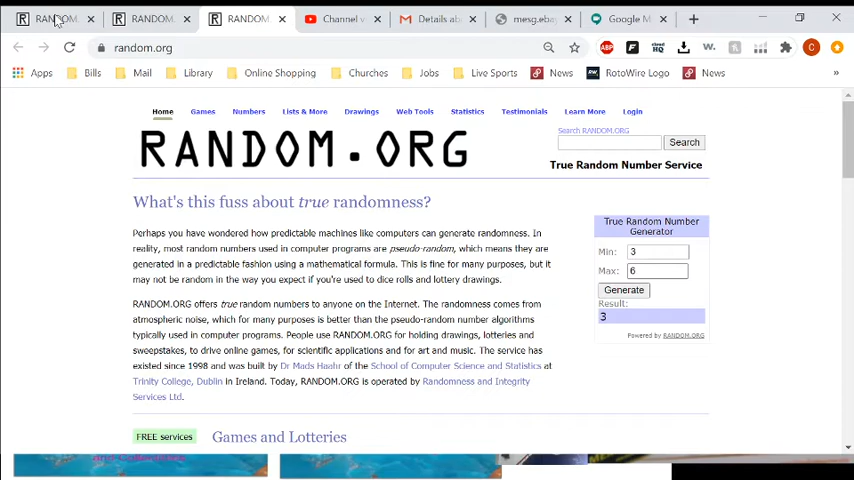 RANDOM. RANDOM. RANDOM Channel v Details abo mesg.ebay Google M
random.org
Apps Bills Mail Library Online Shopping Churches Jobs Live Sports News RotoWire Logo News
Home Games Numbers Lists & More Drawings Web Tools Statistics Testimonials Learn More Login
RANDOM.ORG
Search RANDOM.ORG
Search
True Random Number Service
What's this fuss about true randomness?
Perhaps you have wondered how predictable machines like computers can generate randomness. In
reality, most random numbers used in computer programs are pseudo-random, which means they are
generated in a predictable fashion using a mathematical formula. This is fine for many purposes, but it
may not be random in the way you expect if you're used to dice rolls and lottery drawings.
RANDOM.ORG offers true random numbers to anyone on the Internet. The randomness comes from
atmospheric noise, which for many purposes is better than the pseudo-random number algorithms
typically used in computer programs. People use RANDOM.ORG for holding drawings, lotteries and
sweepstakes, to drive online games, for scientific applications and for art and music. The service has
existed since 1998 and was built by Dr Mads Haahr of the School of Computer Science and Statistics at
Trinity College, Dublin in Ireland. Today, RANDOM.ORG is operated by Randomness and Integrity
Services Ltd.
True Random Number
Generator
Min: 3
Max: 6
Generate
Result:
3
Powered by RANDOM.ORG
FREE services
Games and Lotteries